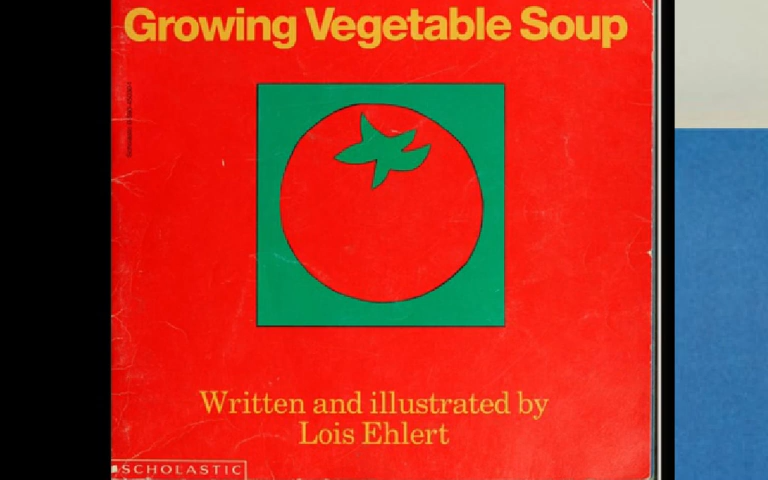 Growing Vegetable Soup
Written and illustrated by
Lois Ehlert
SCHOLASTIC